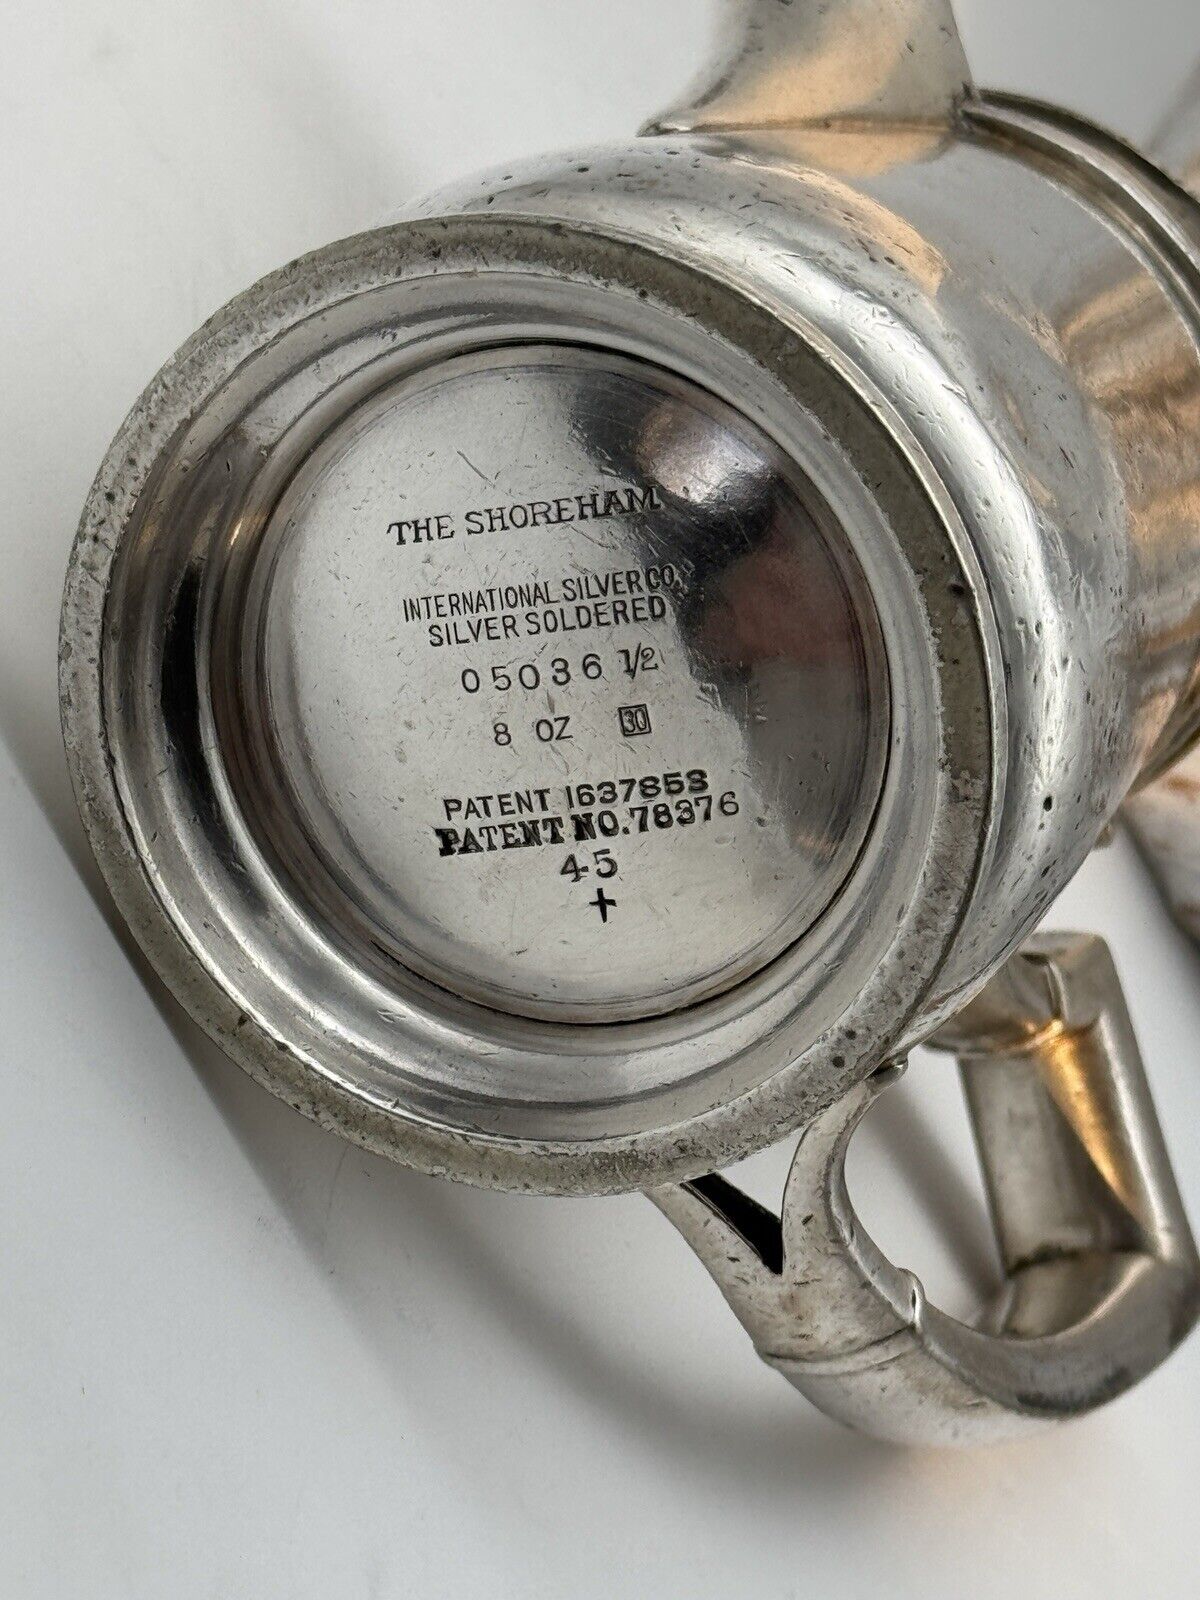 THE SHOREHAM
INTERNATIONAL SILVER CO.
SILVER SOLDERED
05036 1/2
8 OZ 30
PATENT 1637853
PATENT NO. 78376
45
+